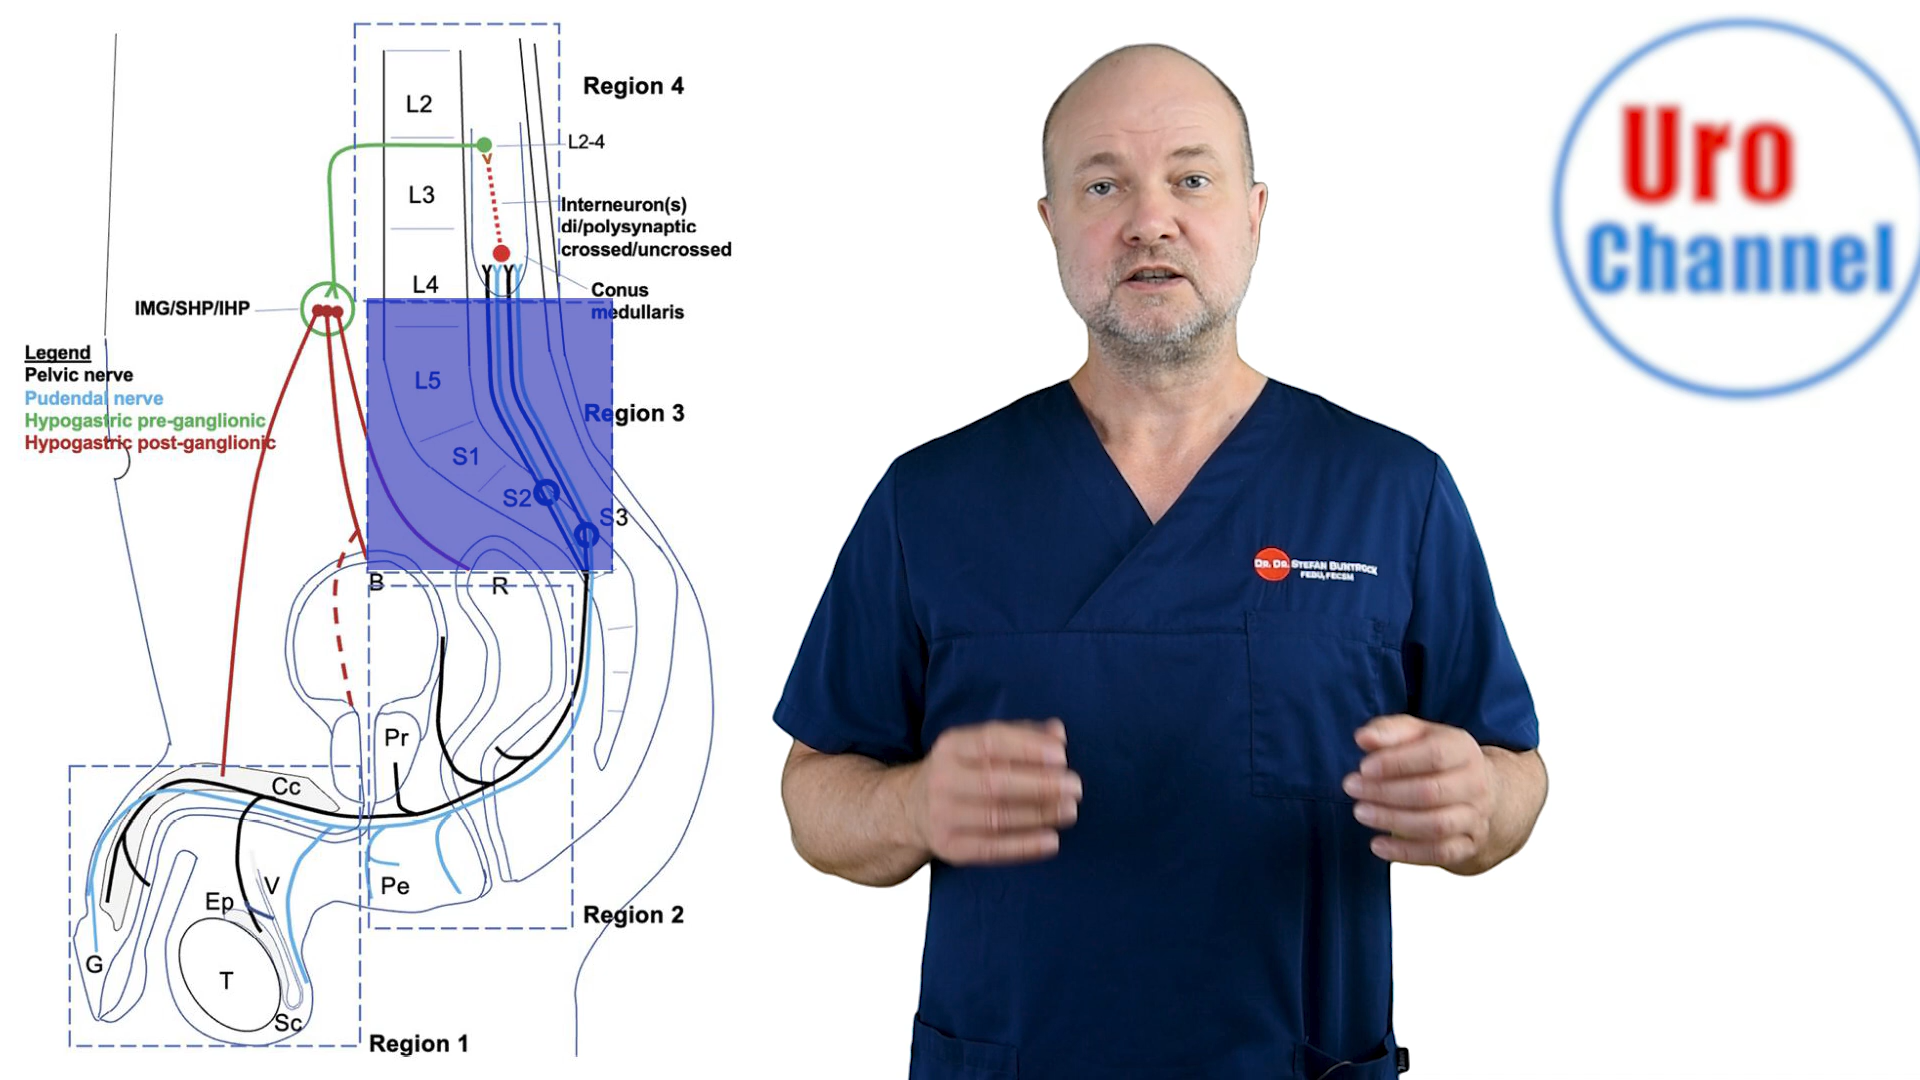 Region 4
L2
L2-4
L3
Interneuron(s)
di/polysynaptic
crossed/uncrossed
L4
Conus
medullaris
IMG/SHP/IHP
Legend
Pelvic nerve
Pudendal nerve
Hypogastric pre-ganglionic
Hypogastric post-ganglionic
L5
Region 3
S1
S2
S3
B
R
Pr
Cc
Pe
V
Ep
G
T
Sc
Region 2
Region 1
DR. DR. STEFAN BUNTROCK
FEBU, FECSM
Uro
Channel